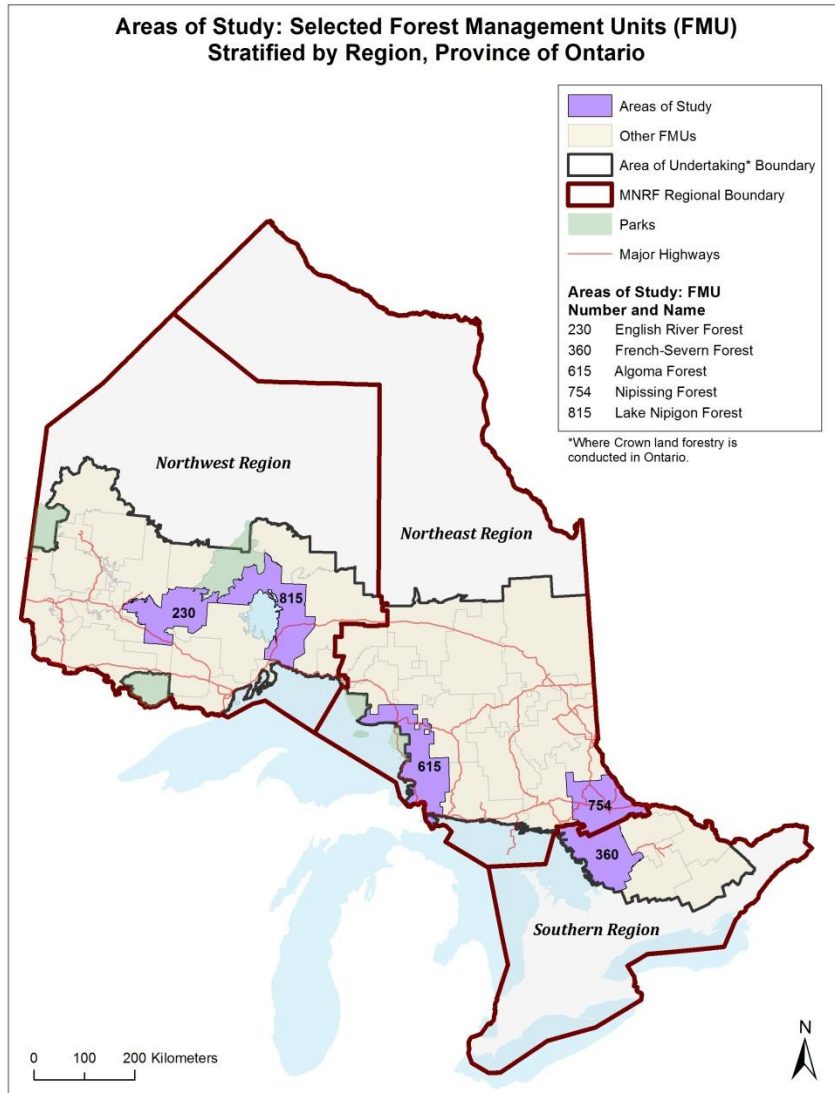 Areas of Study: Selected Forest Management Units (FMU)
Stratified by Region, Province of Ontario
Areas of Study
Other FMUs
Area of Undertaking* Boundary
MNRF Regional Boundary
Parks
Major Highways
Areas of Study: FMU
Number and Name
230 English River Forest
360 French-Severn Forest
615 Algoma Forest
754 Nipissing Forest
815 Lake Nipigon Forest
*Where Crown land forestry is
conducted in Ontario.
Northwest Region
Northeast Region
815
230
615
754
360
Southern Region
N
0 100 200 Kilometers